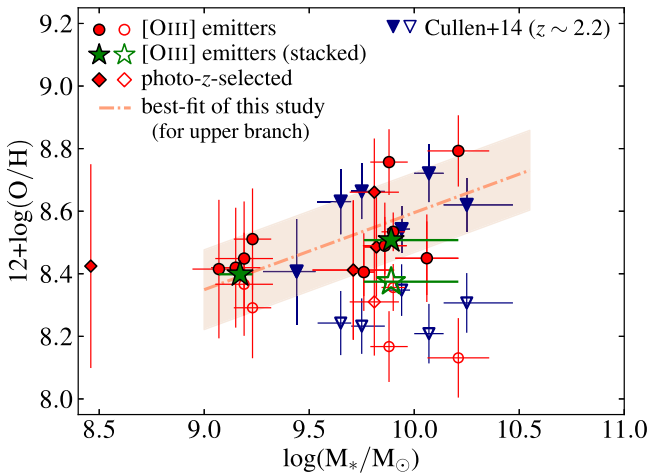 [OIII] emitters
[OIII] emitters (stacked)
photo-z-selected
best-fit of this study
(for upper branch)
Cullen+14 (z ∼ 2.2)
12+log(O/H)
9.2
9.0
8.8
8.6
8.4
8.2
8.0
8.5
9.0
9.5
10.0
10.5
11.0
log(M∗/M⊙)